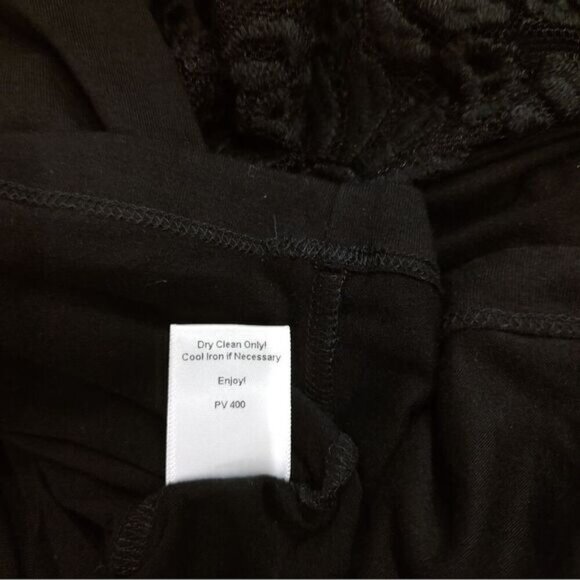 Dry Clean Only!
Cool Iron if Necessary
Enjoy!
PV 400